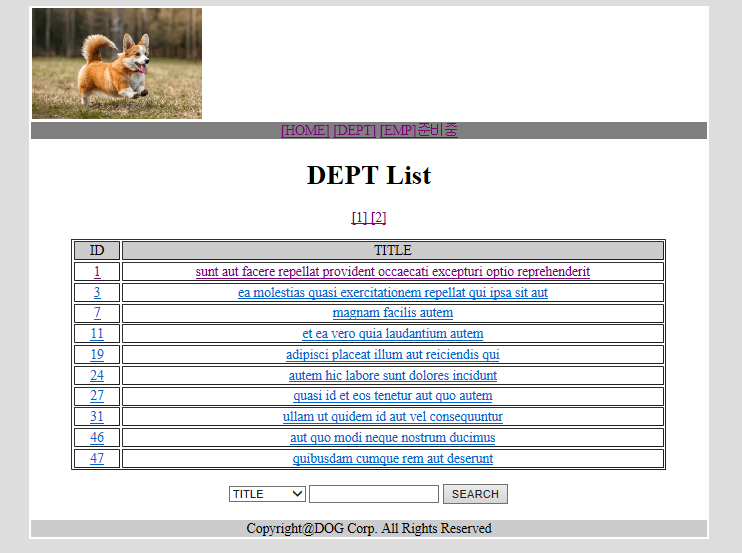 [HOME] [DEPT] [EMP]준비중
DEPT List
[1] [2]
ID TITLE
1 sunt aut facere repellat provident occaecati excepturi optio reprehenderit
3 ea molestias quasi exercitationem repellat qui ipsa sit aut
7 magnam facilis autem
11 et ea vero quia laudantium autem
19 adipisci placeat illum aut reiciendis qui
24 autem hic labore sunt dolores incidunt
27 quasi id et eos tenetur aut quo autem
31 ullam ut quidem id aut vel consequuntur
46 aut quo modi neque nostrum ducimus
47 quibusdam cumque rem aut deserunt
TITLE SEARCH
Copyright@DOG Corp. All Rights Reserved